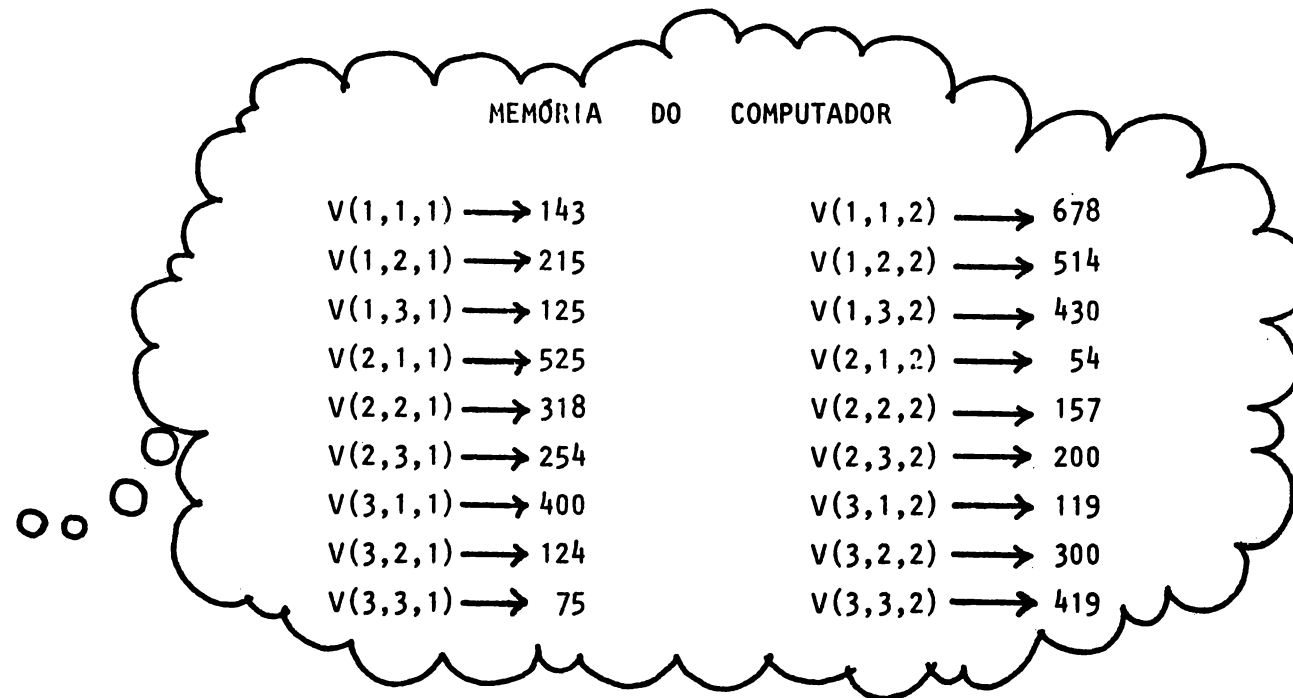 MEMÓRIA DO COMPUTADOR
V(1,1,1) → 143 V(1,1,2) → 678
V(1,2,1) → 215 V(1,2,2) → 514
V(1,3,1) → 125 V(1,3,2) → 430
V(2,1,1) → 525 V(2,1,2) → 54
V(2,2,1) → 318 V(2,2,2) → 157
V(2,3,1) → 254 V(2,3,2) → 200
V(3,1,1) → 400 V(3,1,2) → 119
V(3,2,1) → 124 V(3,2,2) → 300
V(3,3,1) → 75 V(3,3,2) → 419